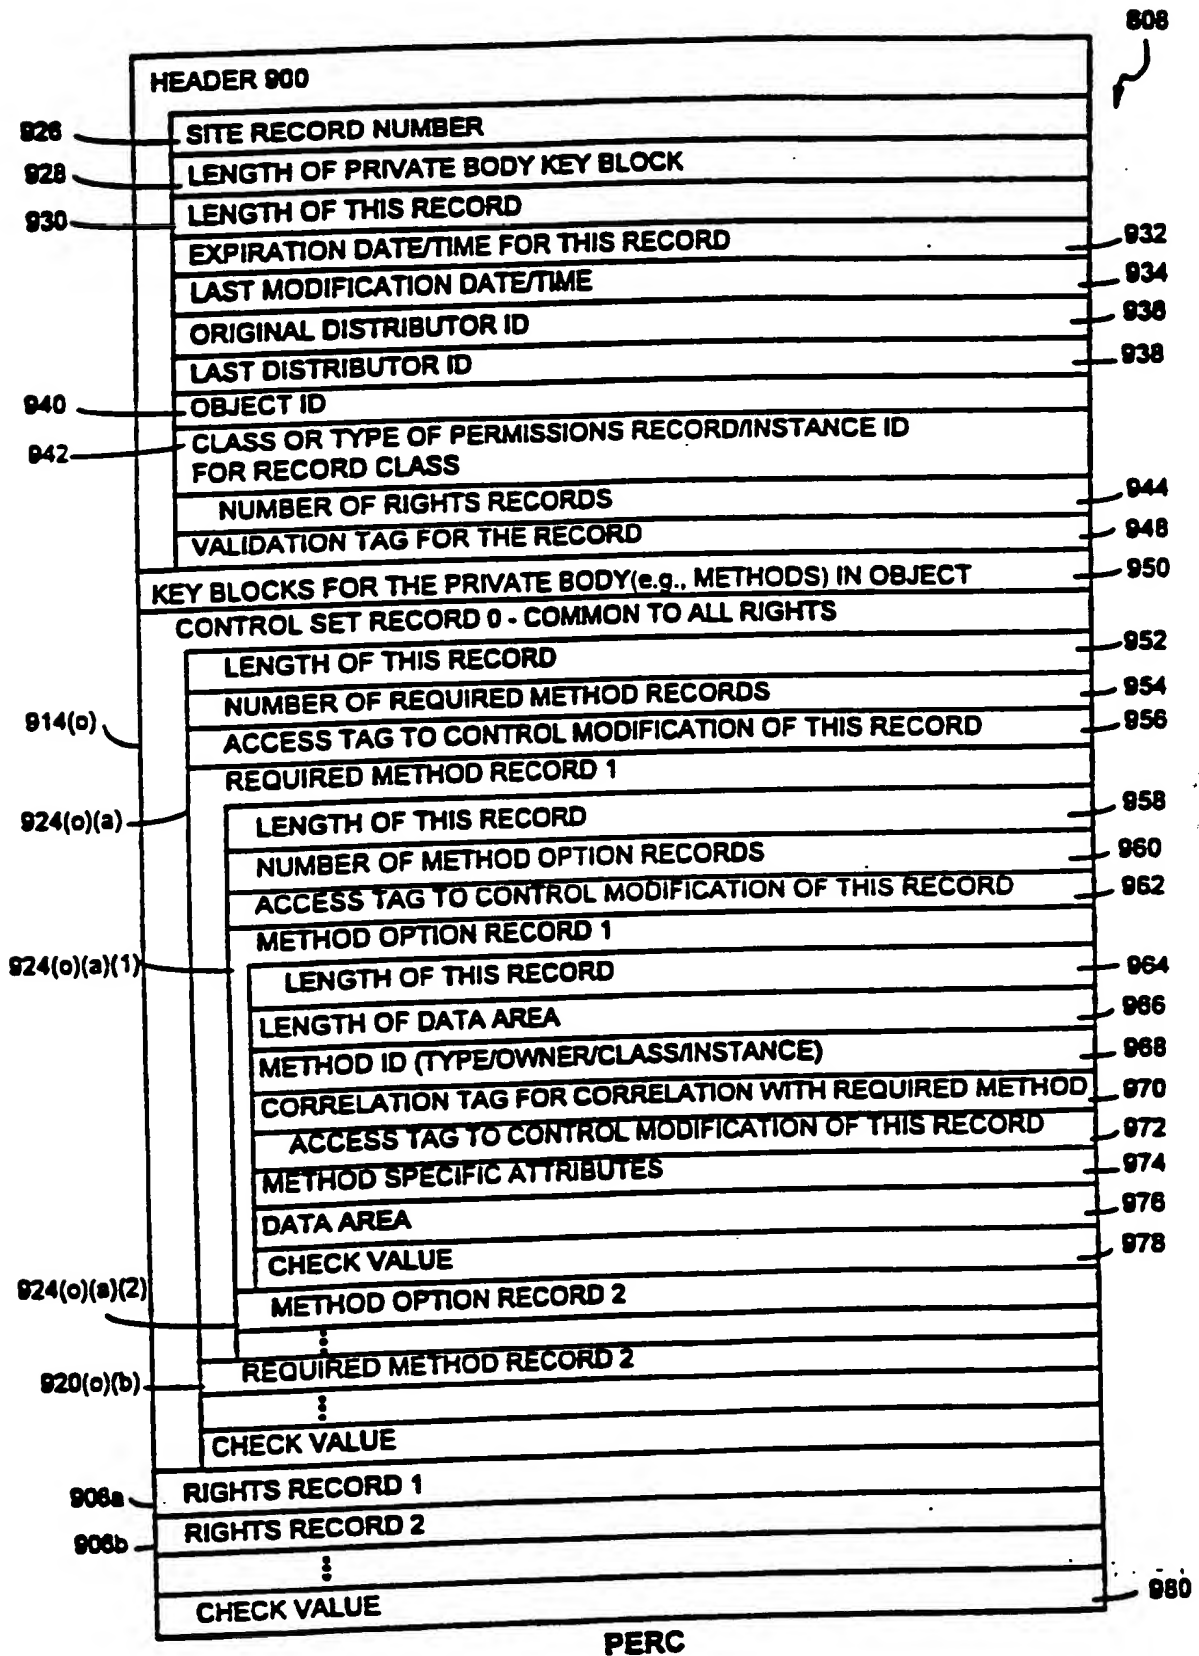 808
HEADER 900
926 SITE RECORD NUMBER
928 LENGTH OF PRIVATE BODY KEY BLOCK
930 LENGTH OF THIS RECORD
EXPIRATION DATE/TIME FOR THIS RECORD 932
LAST MODIFICATION DATE/TIME 934
ORIGINAL DISTRIBUTOR ID 936
LAST DISTRIBUTOR ID 938
940 OBJECT ID
942 CLASS OR TYPE OF PERMISSIONS RECORD/INSTANCE ID
FOR RECORD CLASS
NUMBER OF RIGHTS RECORDS 944
VALIDATION TAG FOR THE RECORD 948
KEY BLOCKS FOR THE PRIVATE BODY(e.g., METHODS) IN OBJECT 950
CONTROL SET RECORD 0 - COMMON TO ALL RIGHTS
LENGTH OF THIS RECORD 952
NUMBER OF REQUIRED METHOD RECORDS 954
914(o) ACCESS TAG TO CONTROL MODIFICATION OF THIS RECORD 956
REQUIRED METHOD RECORD 1
924(o)(a) LENGTH OF THIS RECORD 958
NUMBER OF METHOD OPTION RECORDS 960
ACCESS TAG TO CONTROL MODIFICATION OF THIS RECORD 962
METHOD OPTION RECORD 1
924(o)(a)(1) LENGTH OF THIS RECORD 964
LENGTH OF DATA AREA 966
METHOD ID (TYPE/OWNER/CLASS/INSTANCE) 968
CORRELATION TAG FOR CORRELATION WITH REQUIRED METHOD 970
ACCESS TAG TO CONTROL MODIFICATION OF THIS RECORD 972
METHOD SPECIFIC ATTRIBUTES 974
DATA AREA 976
CHECK VALUE 978
924(o)(a)(2) METHOD OPTION RECORD 2
920(o)(b) REQUIRED METHOD RECORD 2
CHECK VALUE
906a RIGHTS RECORD 1
906b RIGHTS RECORD 2
CHECK VALUE 980
PERC